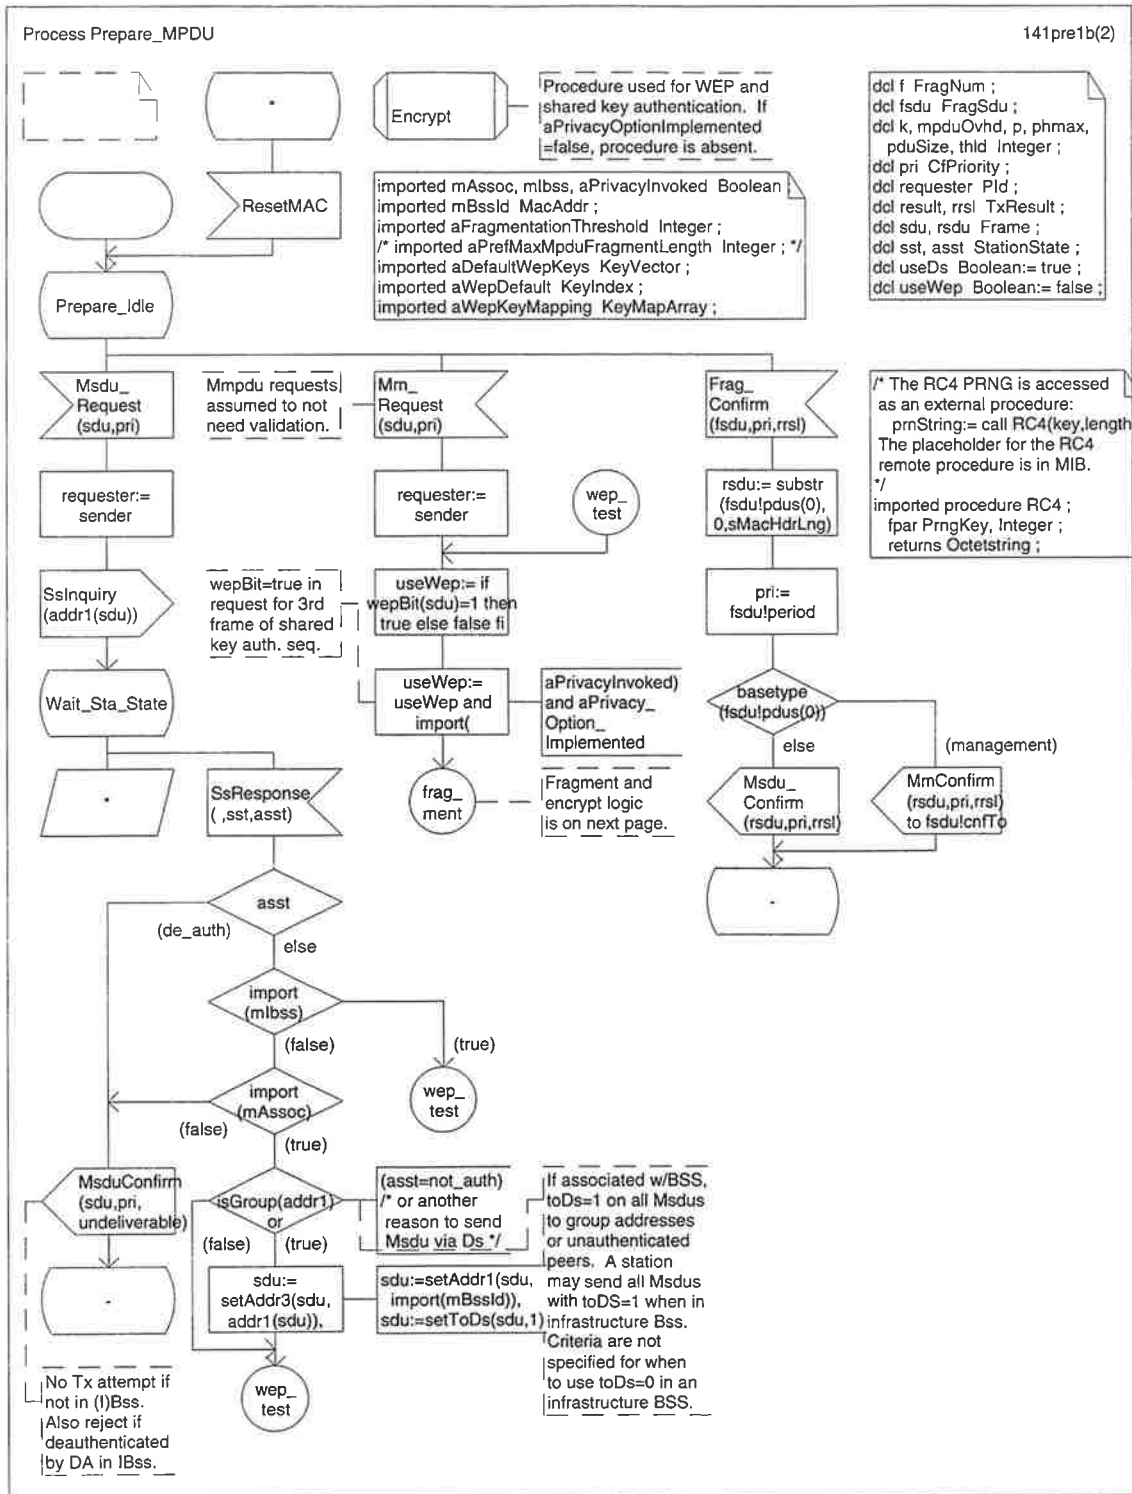 Process Prepare_MPDU
141pre1b(2)
*
ResetMAC
Prepare_Idle
Encrypt
Procedure used for WEP and
shared key authentication. If
aPrivacyOptionImplemented
=false, procedure is absent.
imported mAssoc, mIbss, aPrivacyInvoked Boolean
imported mBssId MacAddr ;
imported aFragmentationThreshold Integer ;
/* imported aPrefMaxMpduFragmentLength Integer ; */
imported aDefaultWepKeys KeyVector ;
imported aWepDefault KeyIndex ;
imported aWepKeyMapping KeyMapArray ;
dcl f FragNum ;
dcl fsdu FragSdu ;
dcl k, mpduOvhd, p, phmax,
pduSize, thld Integer ;
dcl pri CfPriority ;
dcl requester PId ;
dcl result, rrsl TxResult ;
dcl sdu, rsdu Frame ;
dcl sst, asst StationState ;
dcl useDs Boolean:= true ;
dcl useWep Boolean:= false ;
Msdu_
Request
(sdu,pri)
requester:=
sender
SsInquiry
(addr1(sdu))
Wait_Sta_State
*
SsResponse
( ,sst,asst)
Mmpdu requests
assumed to not
need validation.
Mm_
Request
(sdu,pri)
requester:=
sender
wep_
test
wepBit=true in
request for 3rd
frame of shared
key auth. seq.
useWep:= if
wepBit(sdu)=1 then
true else false fi
useWep:=
useWep and
import(
aPrivacyInvoked)
and aPrivacy_
Option_
Implemented
frag_
ment
Fragment and
encrypt logic
is on next page.
Frag_
Confirm
(fsdu,pri,rrsl)
rsdu:= substr
(fsdu!pdus(0),
0,sMacHdrLng)
pri:=
fsdu!period
basetype
(fsdu!pdus(0))
else
(management)
Msdu_
Confirm
(rsdu,pri,rrsl)
MmConfirm
(rsdu,pri,rrsl)
to fsdu!cnfTo
-
/* The RC4 PRNG is accessed
as an external procedure:
prnString:= call RC4(key,length
The placeholder for the RC4
remote procedure is in MIB.
*/
imported procedure RC4 ;
fpar PrngKey, Integer ;
returns Octetstring ;
asst
(de_auth)
else
import
(mIbss)
(false)
(true)
wep_
test
import
(mAssoc)
(false)
(true)
MsduConfirm
(sdu,pri,
undeliverable)
-
isGroup(addr1)
or
(false)
(true)
(asst=not_auth)
/* or another
reason to send
Msdu via Ds */
sdu:=
setAddr3(sdu,
addr1(sdu)),
sdu:=setAddr1(sdu,
import(mBssId)),
sdu:=setToDs(sdu,1)
If associated w/BSS,
toDs=1 on all Msdus
to group addresses
or unauthenticated
peers. A station
may send all Msdus
with toDS=1 when in
infrastructure Bss.
Criteria are not
specified for when
to use toDs=0 in an
infrastructure BSS.
wep_
test
No Tx attempt if
not in (I)Bss.
Also reject if
deauthenticated
by DA in IBss.